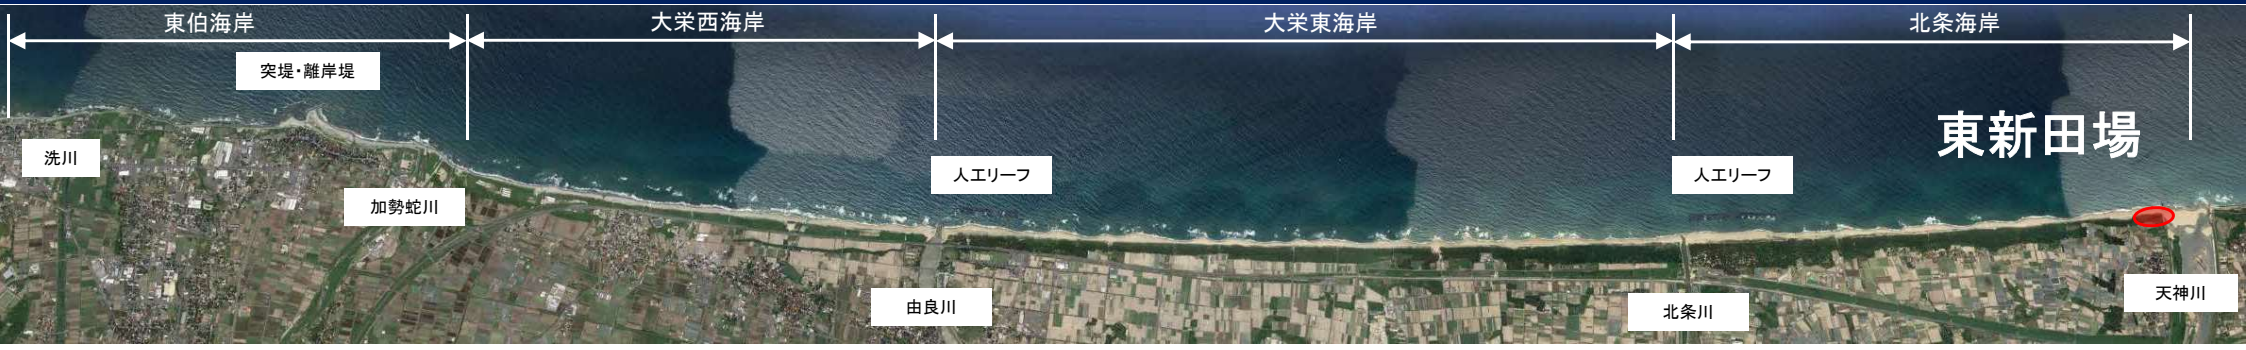 東伯海岸
大栄西海岸
大栄東海岸
北条海岸
突堤・離岸堤
東新田場
洗川
人工リーフ
人工リーフ
加勢蛇川
由良川
北条川
天神川